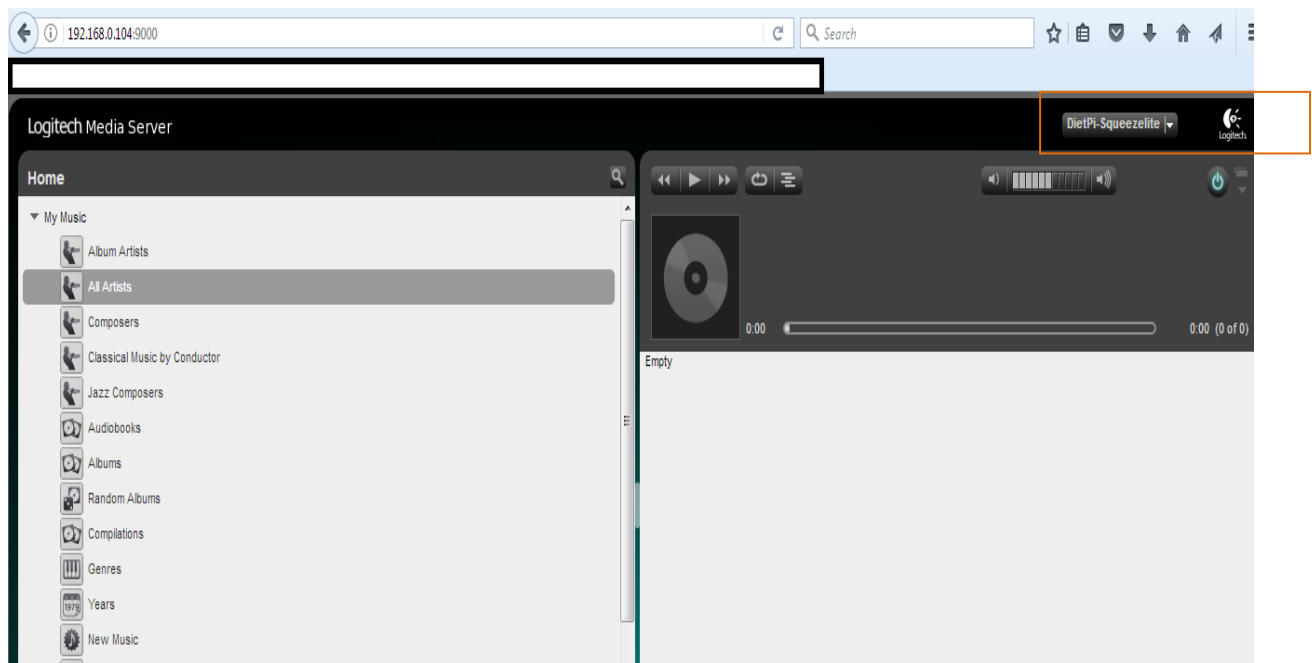 192.168.0.104:9000
Search
Logitech Media Server
DietPi-Squeezelite
Logitech
Home
My Music
Album Artists
All Artists
Composers
Classical Music by Conductor
Jazz Composers
Audiobooks
Albums
Random Albums
Compilations
Genres
1979
Years
New Music
0:00
0:00 (0 of 0)
Empty